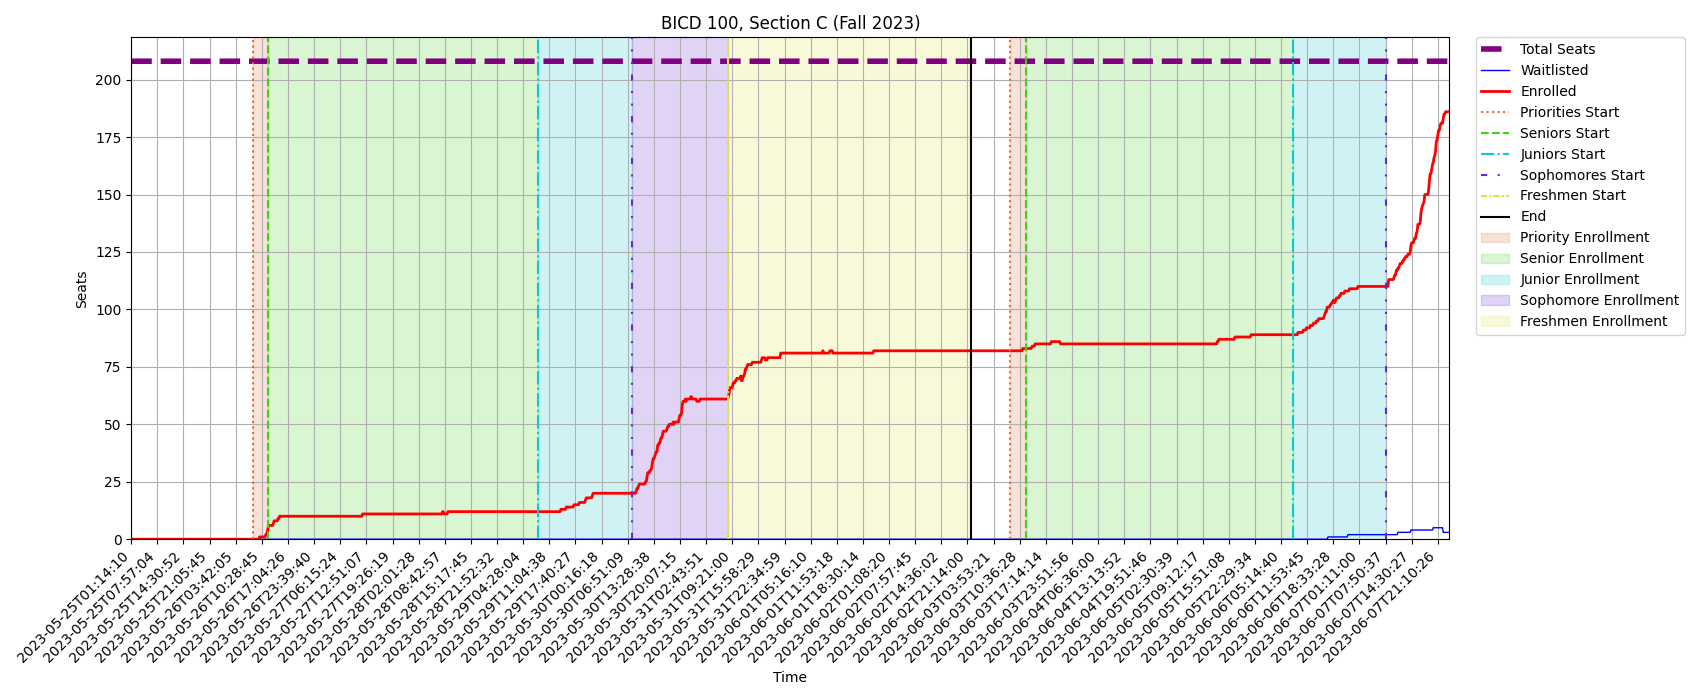 BICD 100, Section C (Fall 2023)
Seats
200
175
150
125
100
75
50
25
0
2023-05-25T01:14:10
2023-05-25T07:57:04
2023-05-25T14:30:52
2023-05-25T21:05:45
2023-05-26T03:42:05
2023-05-26T10:28:45
2023-05-26T17:04:26
2023-05-26T23:39:40
2023-05-27T06:15:24
2023-05-27T12:51:07
2023-05-27T19:26:19
2023-05-28T02:01:28
2023-05-28T08:42:57
2023-05-28T15:17:45
2023-05-28T21:52:32
2023-05-29T04:28:04
2023-05-29T11:04:38
2023-05-29T17:40:27
2023-05-30T00:16:18
2023-05-30T06:51:09
2023-05-30T13:28:38
2023-05-30T20:07:15
2023-05-31T02:43:51
2023-05-31T09:21:00
2023-05-31T15:58:29
2023-05-31T22:34:59
2023-06-01T05:16:10
2023-06-01T11:53:18
2023-06-01T18:30:14
2023-06-02T01:08:20
2023-06-02T07:57:45
2023-06-02T14:36:02
2023-06-02T21:14:00
2023-06-03T03:53:21
2023-06-03T10:36:28
2023-06-03T17:14:14
2023-06-03T23:51:56
2023-06-04T06:36:00
2023-06-04T13:13:52
2023-06-04T19:51:46
2023-06-05T02:30:39
2023-06-05T09:12:17
2023-06-05T15:51:08
2023-06-05T22:29:34
2023-06-06T05:14:40
2023-06-06T11:53:45
2023-06-06T18:33:28
2023-06-07T01:11:00
2023-06-07T07:50:37
2023-06-07T14:30:27
2023-06-07T21:10:26
Time
Total Seats
Waitlisted
Enrolled
Priorities Start
Seniors Start
Juniors Start
Sophomores Start
Freshmen Start
End
Priority Enrollment
Senior Enrollment
Junior Enrollment
Sophomore Enrollment
Freshmen Enrollment